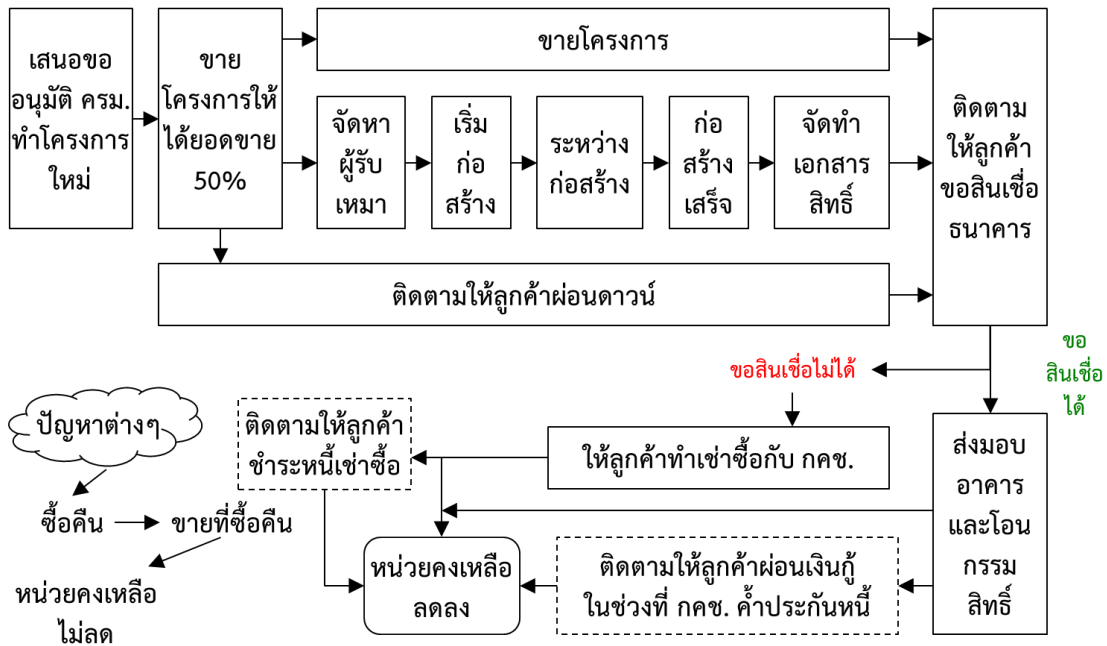 เสนอขอ
อนุมัติ ครม.
ทำโครงการ
ใหม่
ขาย
โครงการให้
ได้ยอดขาย
50%
ขายโครงการ
จัดหา
ผู้รับ
เหมา
เริ่ม
ก่อ
สร้าง
ระหว่าง
ก่อสร้าง
ก่อ
สร้าง
เสร็จ
จัดทำ
เอกสาร
สิทธิ์
ติดตามให้ลูกค้าผ่อนดาวน์
ติดตาม
ให้ลูกค้า
ขอสินเชื่อ
ธนาคาร
ขอสินเชื่อไม่ได้
ขอ
สินเชื่อ
ได้
ปัญหาต่างๆ
ซื้อคืน
ขายที่ซื้อคืน
หน่วยคงเหลือ
ไม่ลด
ติดตามให้ลูกค้า
ชำระหนี้เช่าซื้อ
ให้ลูกค้าทำเช่าซื้อกับ กคช.
ส่งมอบ
อาคาร
และโอน
กรรม
สิทธิ์
หน่วยคงเหลือ
ลดลง
ติดตามให้ลูกค้าผ่อนเงินกู้
ในช่วงที่ กคช. ค้ำประกันหนี้